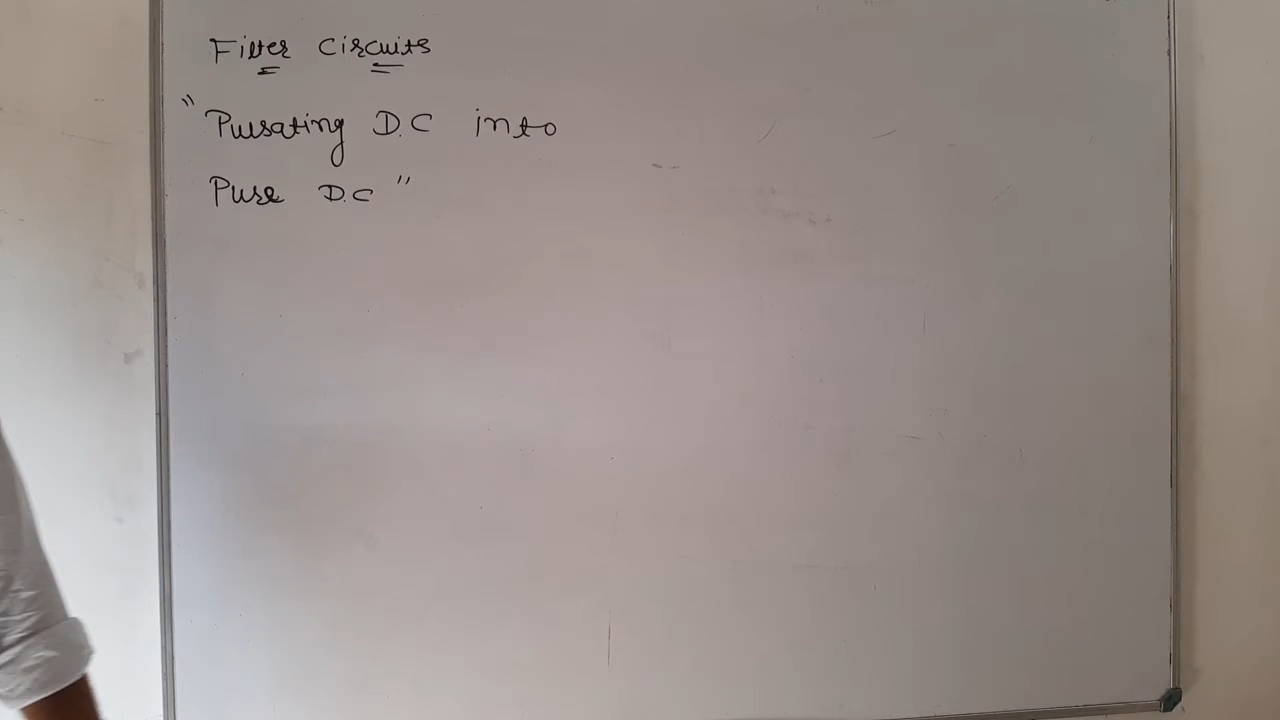 Filter Circuits
"Pulsating D.C into
Pure D.C"